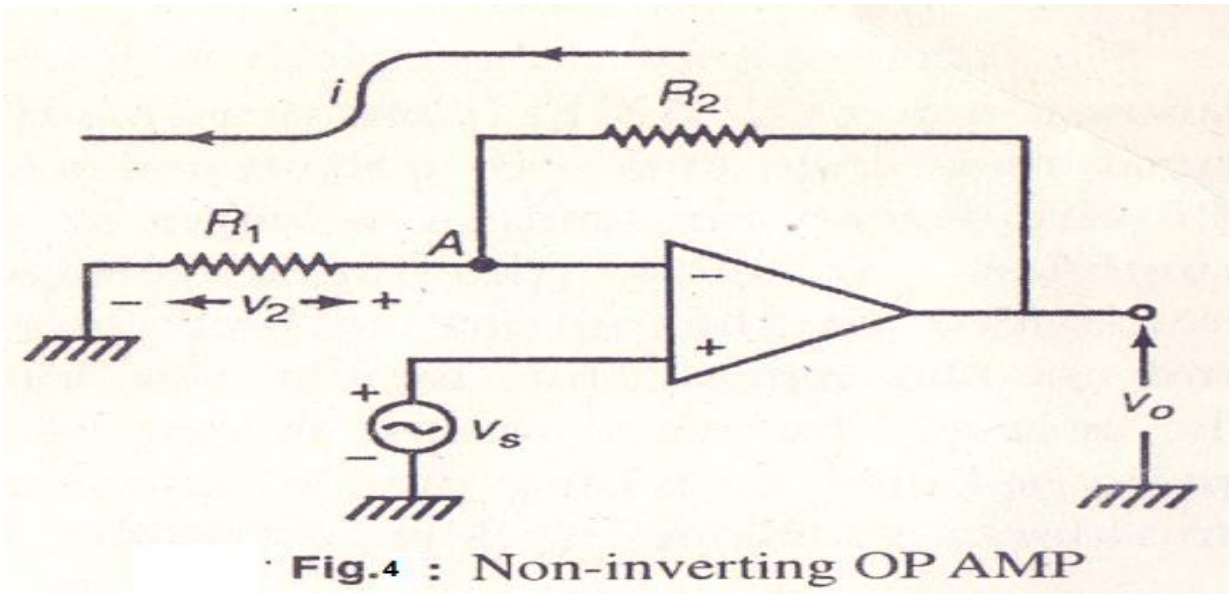 i
R₂
R₁
A
− v₂ +
−
+
+
vₛ
−
vₒ
Fig.4 : Non-inverting OP AMP